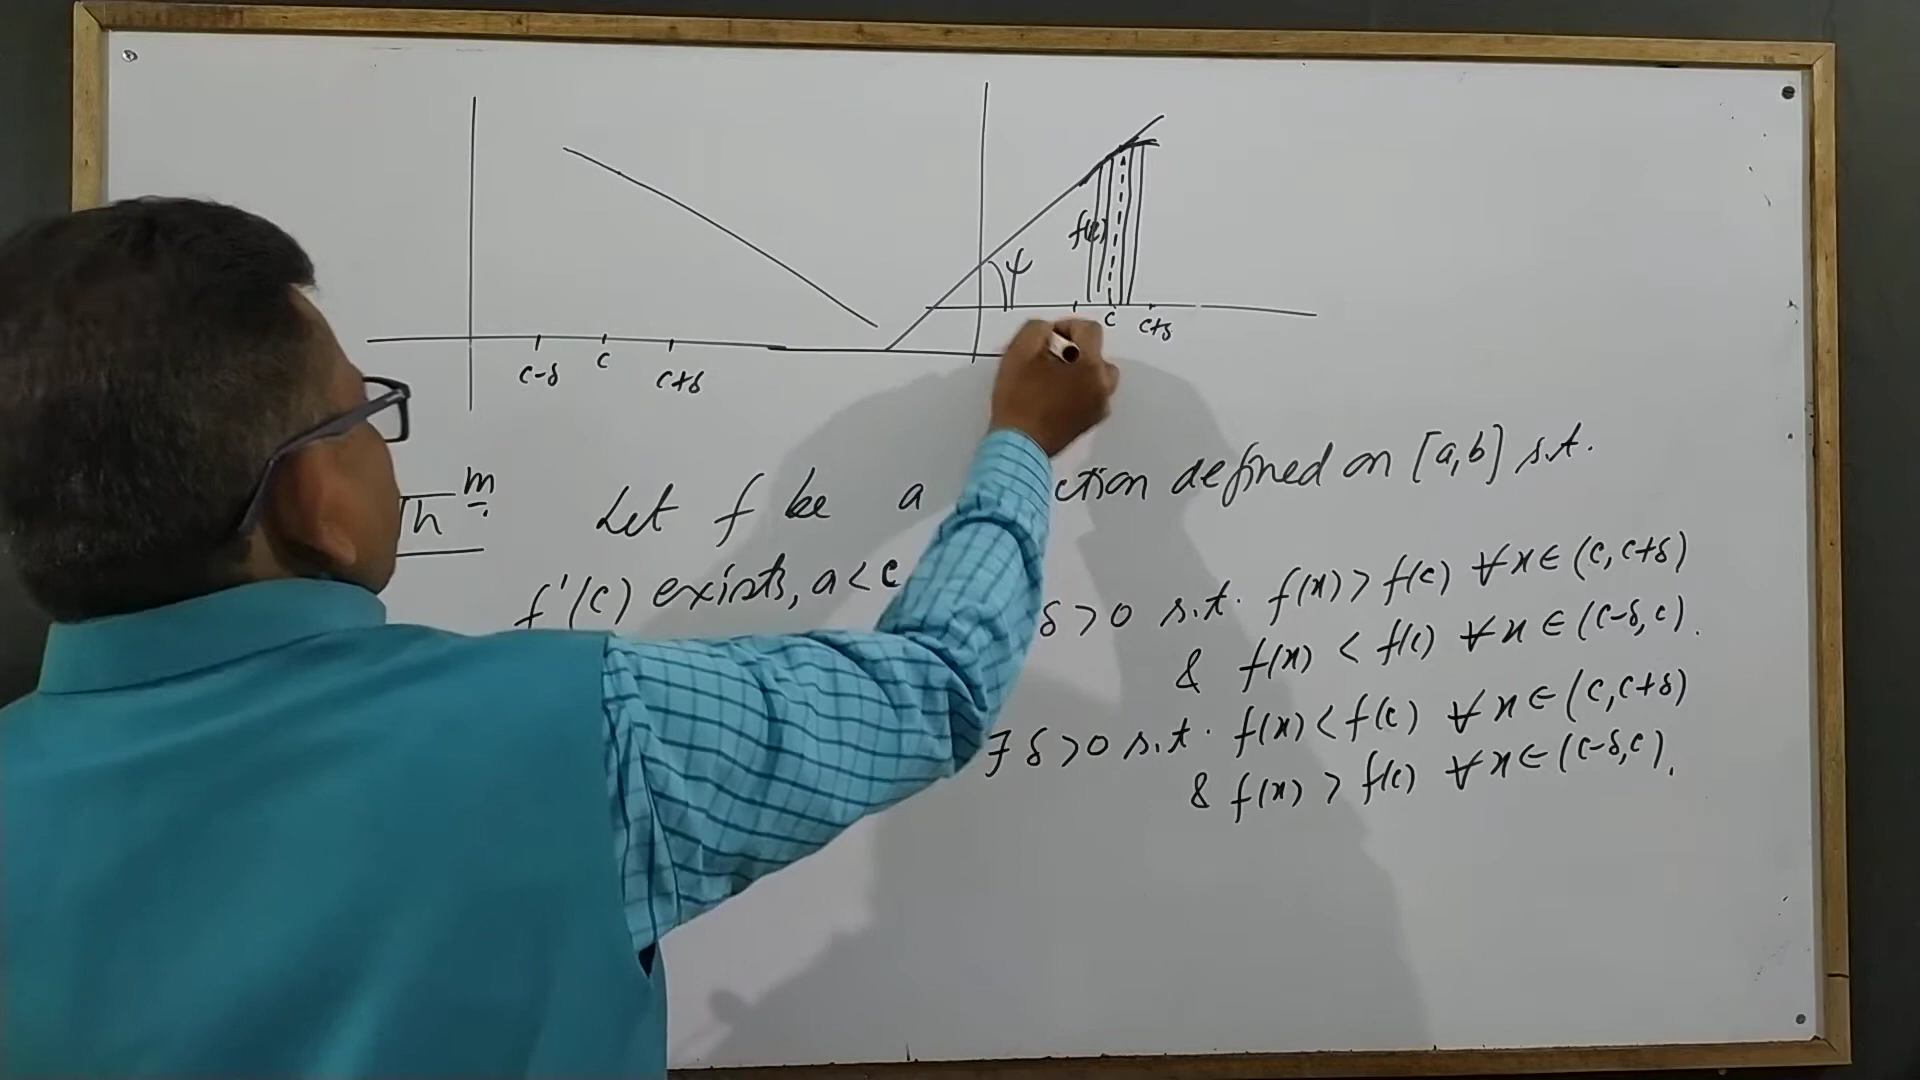 f(c)
ψ
c c+δ
c-δ c c+δ
Th m Let f be a ction defined on [a,b] s.t.
f'(c) exists, a<c
δ>0 s.t. f(x)>f(c) ∀x∈(c,c+δ)
& f(x) < f(c) ∀x∈(c-δ,c).
∃ δ>0 s.t. f(x)<f(c) ∀x∈(c,c+δ)
& f(x) > f(c) ∀x∈(c-δ,c).